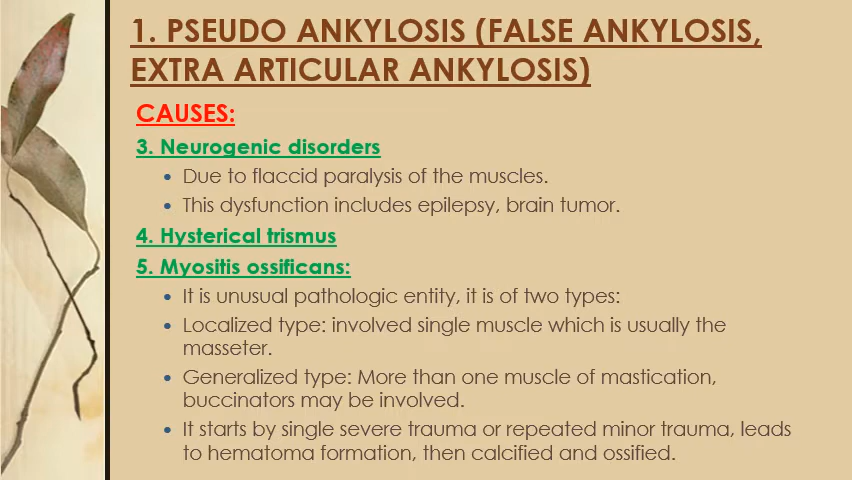 1. PSEUDO ANKYLOSIS (FALSE ANKYLOSIS,
EXTRA ARTICULAR ANKYLOSIS)
CAUSES:
3. Neurogenic disorders
• Due to flaccid paralysis of the muscles.
• This dysfunction includes epilepsy, brain tumor.
4. Hysterical trismus
5. Myositis ossificans:
• It is unusual pathologic entity, it is of two types:
• Localized type: involved single muscle which is usually the
masseter.
• Generalized type: More than one muscle of mastication,
buccinators may be involved.
• It starts by single severe trauma or repeated minor trauma, leads
to hematoma formation, then calcified and ossified.